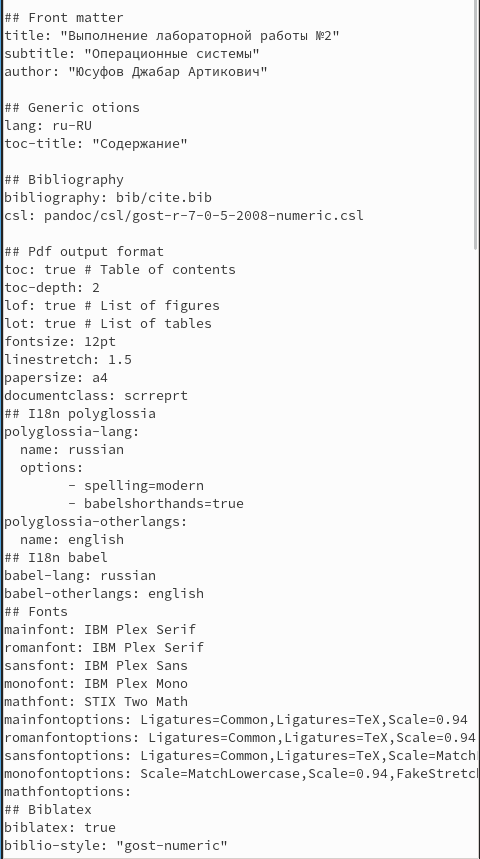 ## Front matter
title: "Выполнение лабораторной работы №2"
subtitle: "Операционные системы"
author: "Юсуфов Джабар Артикович"

## Generic otions
lang: ru-RU
toc-title: "Содержание"

## Bibliography
bibliography: bib/cite.bib
csl: pandoc/csl/gost-r-7-0-5-2008-numeric.csl

## Pdf output format
toc: true # Table of contents
toc-depth: 2
lof: true # List of figures
lot: true # List of tables
fontsize: 12pt
linestretch: 1.5
papersize: a4
documentclass: scrreprt
## I18n polyglossia
polyglossia-lang:
  name: russian
  options:
        - spelling=modern
        - babelshorthands=true
polyglossia-otherlangs:
  name: english
## I18n babel
babel-lang: russian
babel-otherlangs: english
## Fonts
mainfont: IBM Plex Serif
romanfont: IBM Plex Serif
sansfont: IBM Plex Sans
monofont: IBM Plex Mono
mathfont: STIX Two Math
mainfontoptions: Ligatures=Common,Ligatures=TeX,Scale=0.94
romanfontoptions: Ligatures=Common,Ligatures=TeX,Scale=0.94
sansfontoptions: Ligatures=Common,Ligatures=TeX,Scale=Match
monofontoptions: Scale=MatchLowercase,Scale=0.94,FakeStretc
mathfontoptions:
## Biblatex
biblatex: true
biblio-style: "gost-numeric"